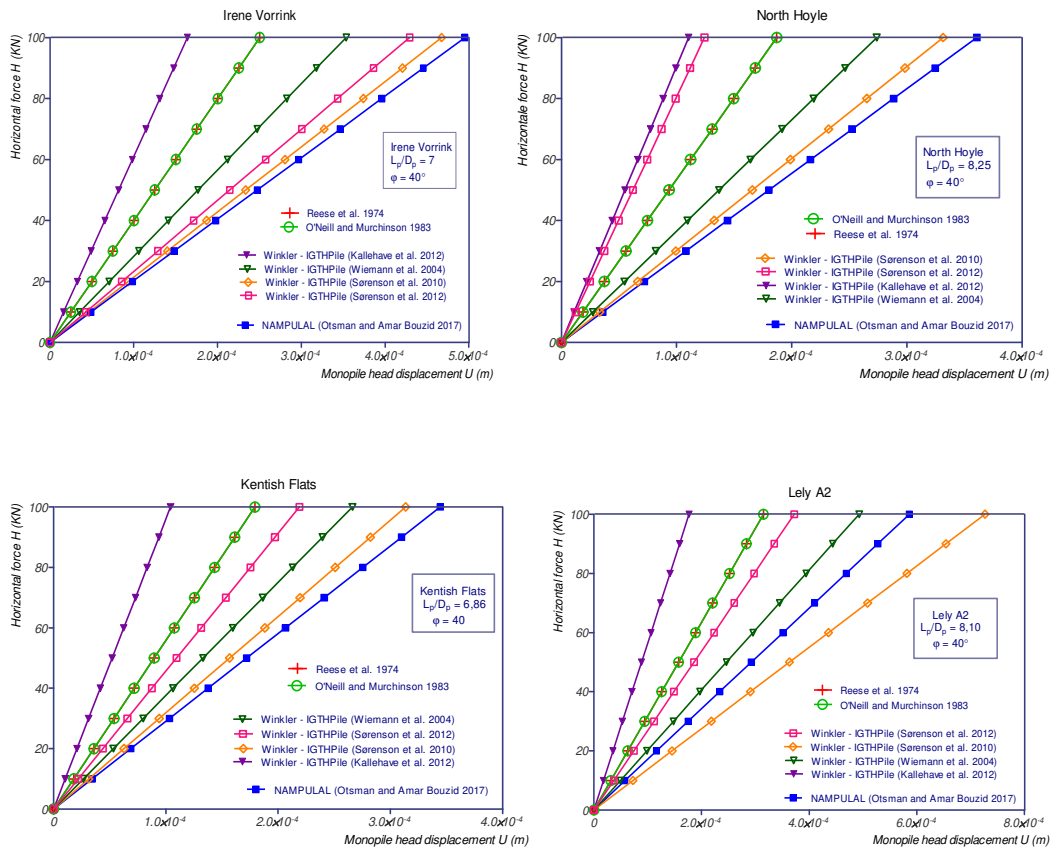 Irene Vorrink
Horizontal force H (KN)
100
80
60
40
20
0
0
1.0x10⁻⁴
2.0x10⁻⁴
3.0x10⁻⁴
4.0x10⁻⁴
5.0x10⁻⁴
Monopile head displacement U (m)
Irene Vorrink
Lp/Dp = 7
φ = 40°
Reese et al. 1974
O'Neill and Murchinson 1983
Winkler - IGTHPile (Kallehave et al. 2012)
Winkler - IGTHPile (Wiemann et al. 2004)
Winkler - IGTHPile (Sørenson et al. 2010)
Winkler - IGTHPile (Sørenson et al. 2012)
NAMPULAL (Otsman and Amar Bouzid 2017)
North Hoyle
Horizontale force H (KN)
100
80
60
40
20
0
0
1.0x10⁻⁴
2.0x10⁻⁴
3.0x10⁻⁴
4.0x10⁻⁴
Monopile head displacement U (m)
North Hoyle
Lp/Dp = 8,25
φ = 40°
O'Neill and Murchinson 1983
Reese et al. 1974
Winkler - IGTHPile (Sørenson et al. 2010)
Winkler - IGTHPile (Sørenson et al. 2012)
Winkler - IGTHPile (Kallehave et al. 2012)
Winkler - IGTHPile (Wiemann et al. 2004)
NAMPULAL (Otsman and Amar Bouzid 2017)
Kentish Flats
Horizontal force H (KN)
100
80
60
40
20
0
0
1.0x10⁻⁴
2.0x10⁻⁴
3.0x10⁻⁴
4.0x10⁻⁴
Monopile head displacement U (m)
Kentish Flats
Lp/Dp = 6,86
φ = 40
Reese et al. 1974
O'Neill and Murchinson 1983
Winkler - IGTHPile (Wiemann et al. 2004)
Winkler - IGTHPile (Sørenson et al. 2012)
Winkler - IGTHPile (Sørenson et al. 2010)
Winkler - IGTHPile (Kallehave et al. 2012)
NAMPULAL (Otsman and Amar Bouzid 2017)
Lely A2
Horizontal force H (KN)
100
80
60
40
20
0
0
2.0x10⁻⁴
4.0x10⁻⁴
6.0x10⁻⁴
8.0x10⁻⁴
Monopile head displacement U (m)
Lely A2
Lp/Dp = 8,10
φ = 40°
Reese et al. 1974
O'Neill and Murchinson 1983
Winkler - IGTHPile (Sørenson et al. 2012)
Winkler - IGTHPile (Sørenson et al. 2010)
Winkler - IGTHPile (Wiemann et al. 2004)
Winkler - IGTHPile (Kallehave et al. 2012)
NAMPULAL (Otsman and Amar Bouzid 2017)